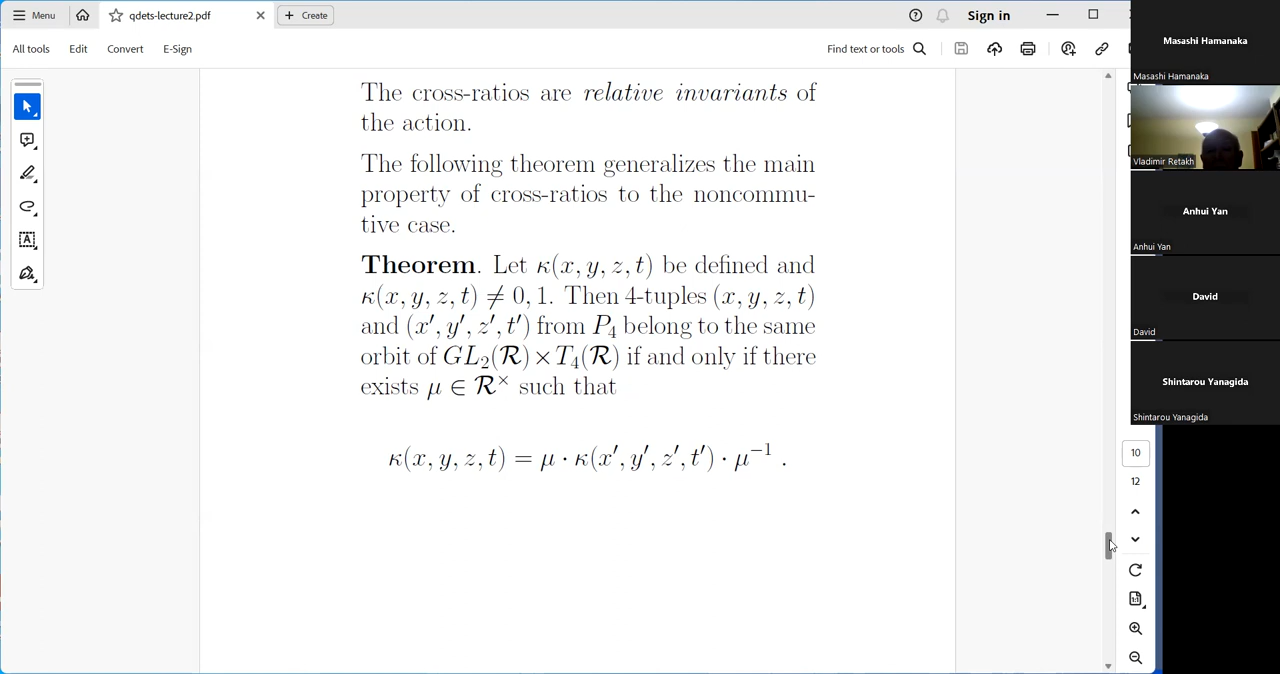 Menu
qdets-lecture2.pdf
Create
Sign in
All tools
Edit
Convert
E-Sign
Find text or tools
The cross-ratios are relative invariants of
the action.
The following theorem generalizes the main
property of cross-ratios to the noncommu-
tive case.
Theorem. Let κ(x, y, z, t) be defined and
κ(x, y, z, t) ≠ 0, 1. Then 4-tuples (x, y, z, t)
and (x′, y′, z′, t′) from P₄ belong to the same
orbit of GL₂(ℛ) × T₄(ℛ) if and only if there
exists μ ∈ ℛ× such that
κ(x, y, z, t) = μ · κ(x′, y′, z′, t′) · μ⁻¹ .
10
12
Masashi Hamanaka
Masashi Hamanaka
Vladimir Retakh
Anhui Yan
Anhui Yan
David
David
Shintarou Yanagida
Shintarou Yanagida